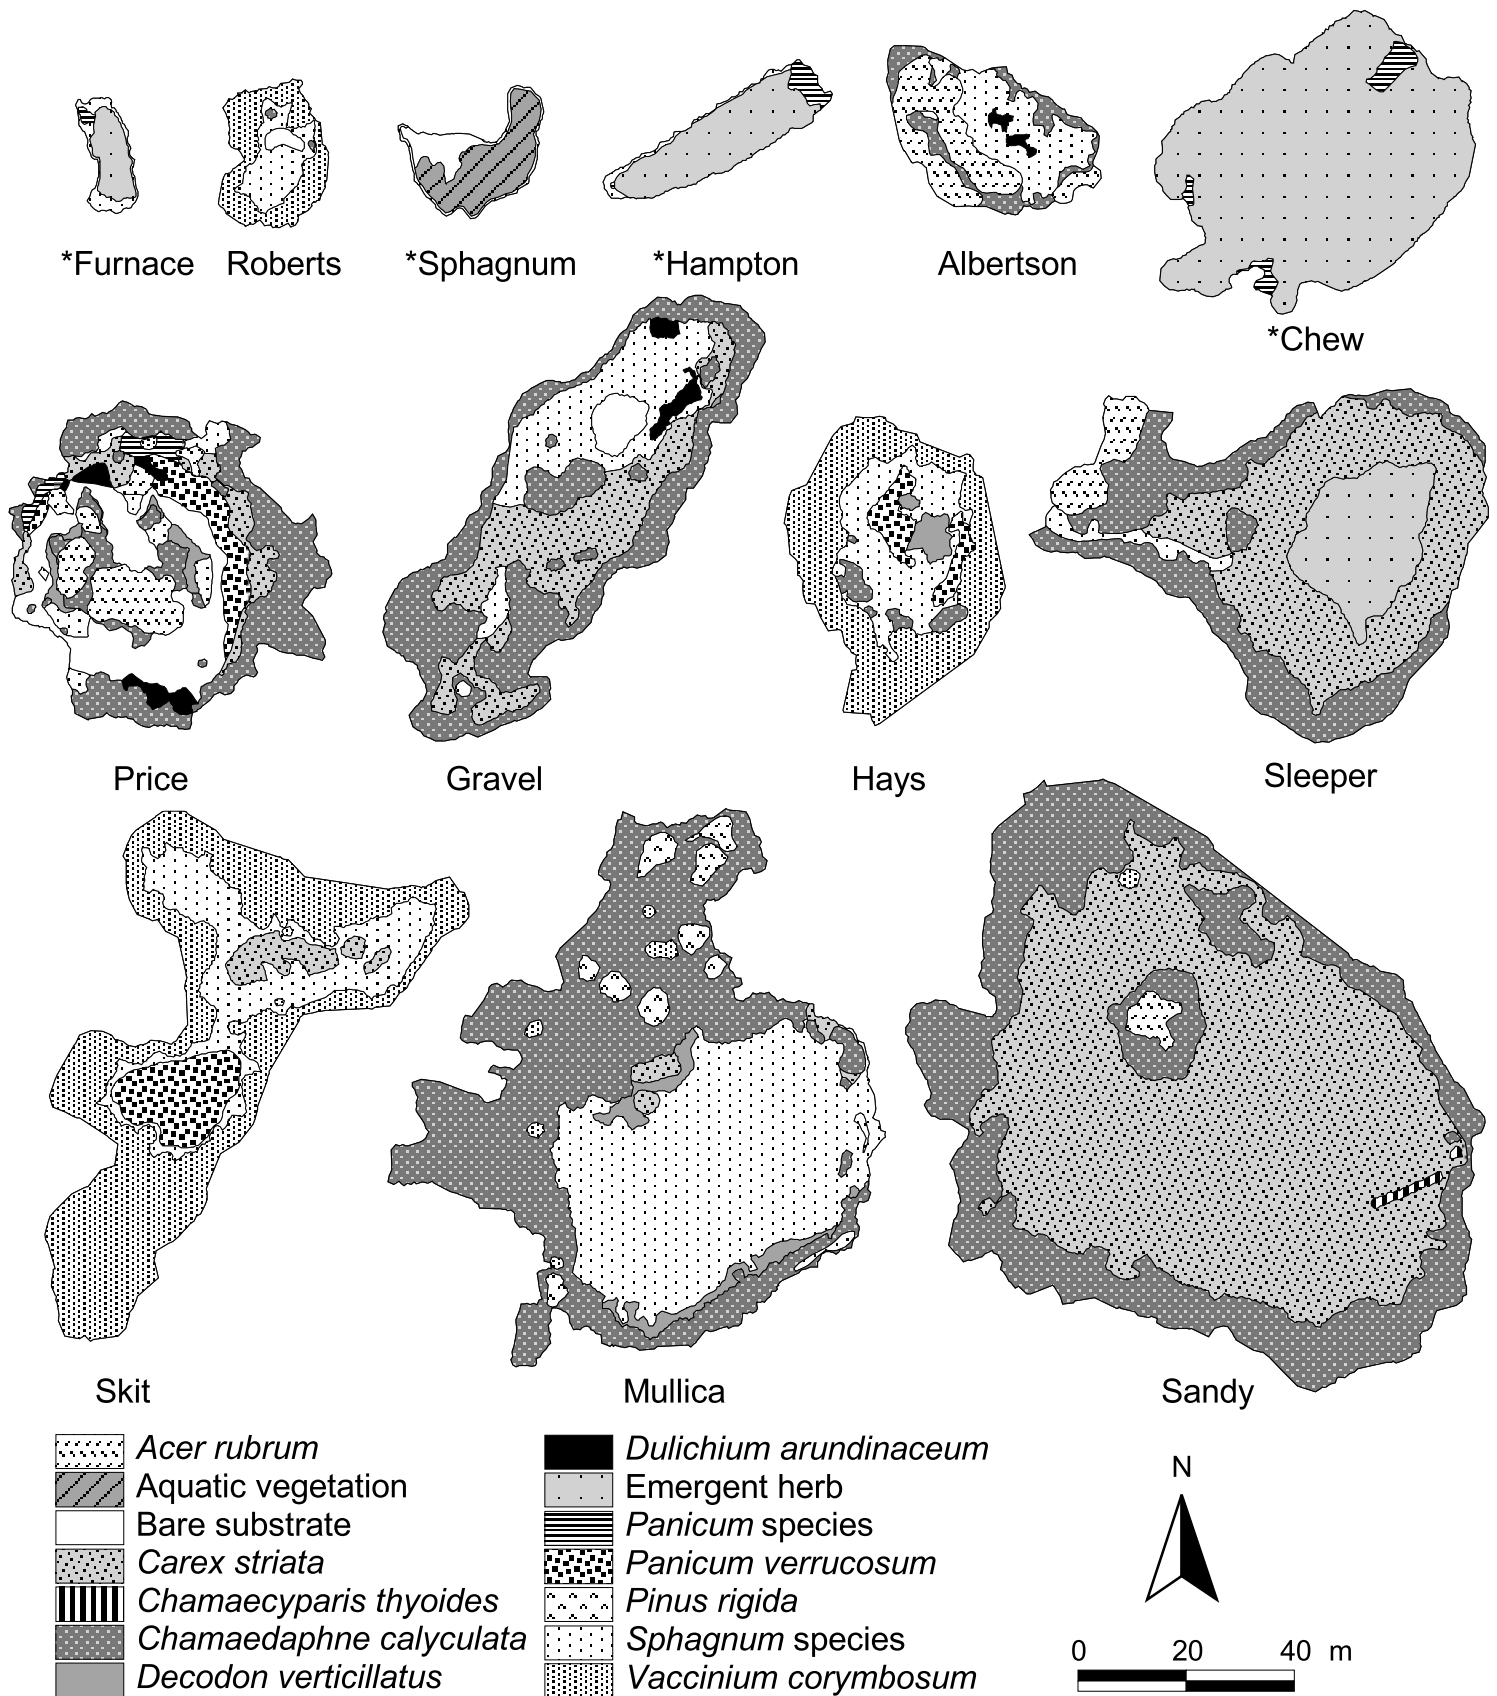 *Furnace Roberts *Sphagnum *Hampton Albertson
*Chew
Price Gravel Hays Sleeper
Skit Mullica Sandy
Acer rubrum
Aquatic vegetation
Bare substrate
Carex striata
Chamaecyparis thyoides
Chamaedaphne calyculata
Decodon verticillatus
Dulichium arundinaceum
Emergent herb
Panicum species
Panicum verrucosum
Pinus rigida
Sphagnum species
Vaccinium corymbosum
N
0 20 40 m